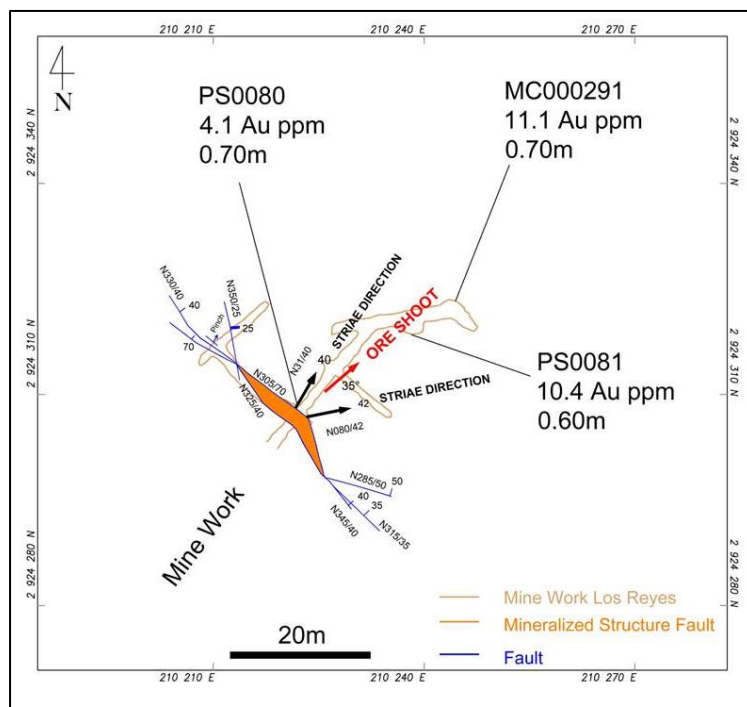 210 210 E
210 240 E
210 270 E
N
2 924 340 N
2 924 340 N
PS0080
4.1 Au ppm
0.70m
MC000291
11.1 Au ppm
0.70m
N330/40
40
N350/25
Pinch
25
70
2 924 310 N
2 924 310 N
N305/70
N325/40
N31/40
STRIAE DIRECTION
40
ORE SHOOT
35°
STRIAE DIRECTION
42
N080/42
PS0081
10.4 Au ppm
0.60m
N285/50
50
40
35
N345/40
N315/35
Mine Work
2 924 280 N
2 924 280 N
Mine Work Los Reyes
Mineralized Structure Fault
Fault
20m
210 210 E
210 240 E
210 270 E